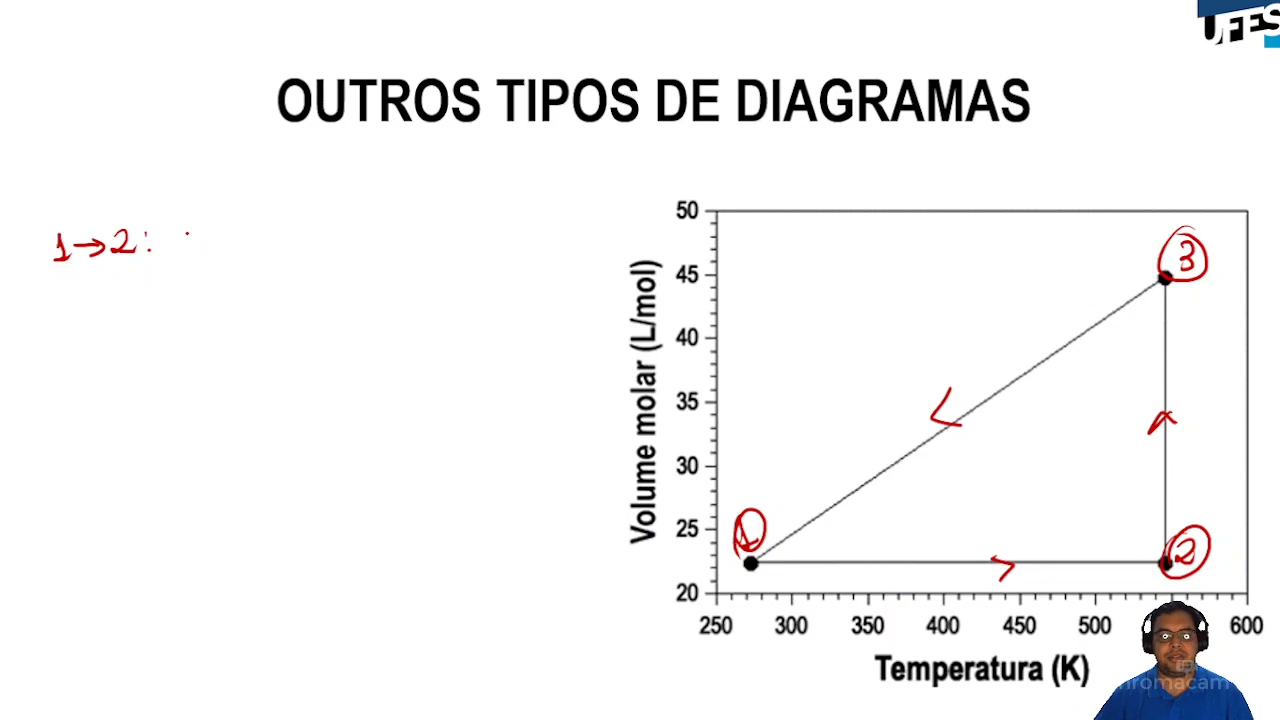 UFES
OUTROS TIPOS DE DIAGRAMAS
1→2:
50
45
40
35
30
25
20
Volume molar (L/mol)
3
1
2
250 300 350 400 450 500 600
Temperatura (K)
hromacam